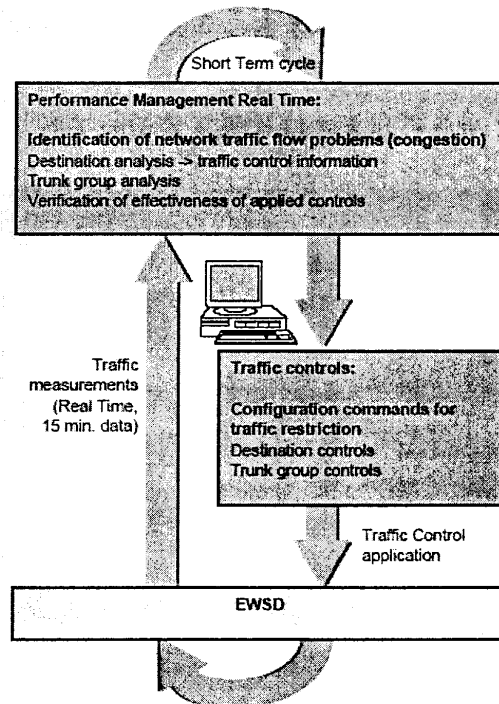 Short Term cycle
Performance Management Real Time:
Identification of network traffic flow problems (congestion)
Destination analysis -> traffic control information
Trunk group analysis
Verification of effectiveness of applied controls
Traffic
measurements
(Real Time,
15 min. data)
Traffic controls:
Configuration commands for
traffic restriction
Destination controls
Trunk group controls
Traffic Control
application
EWSD